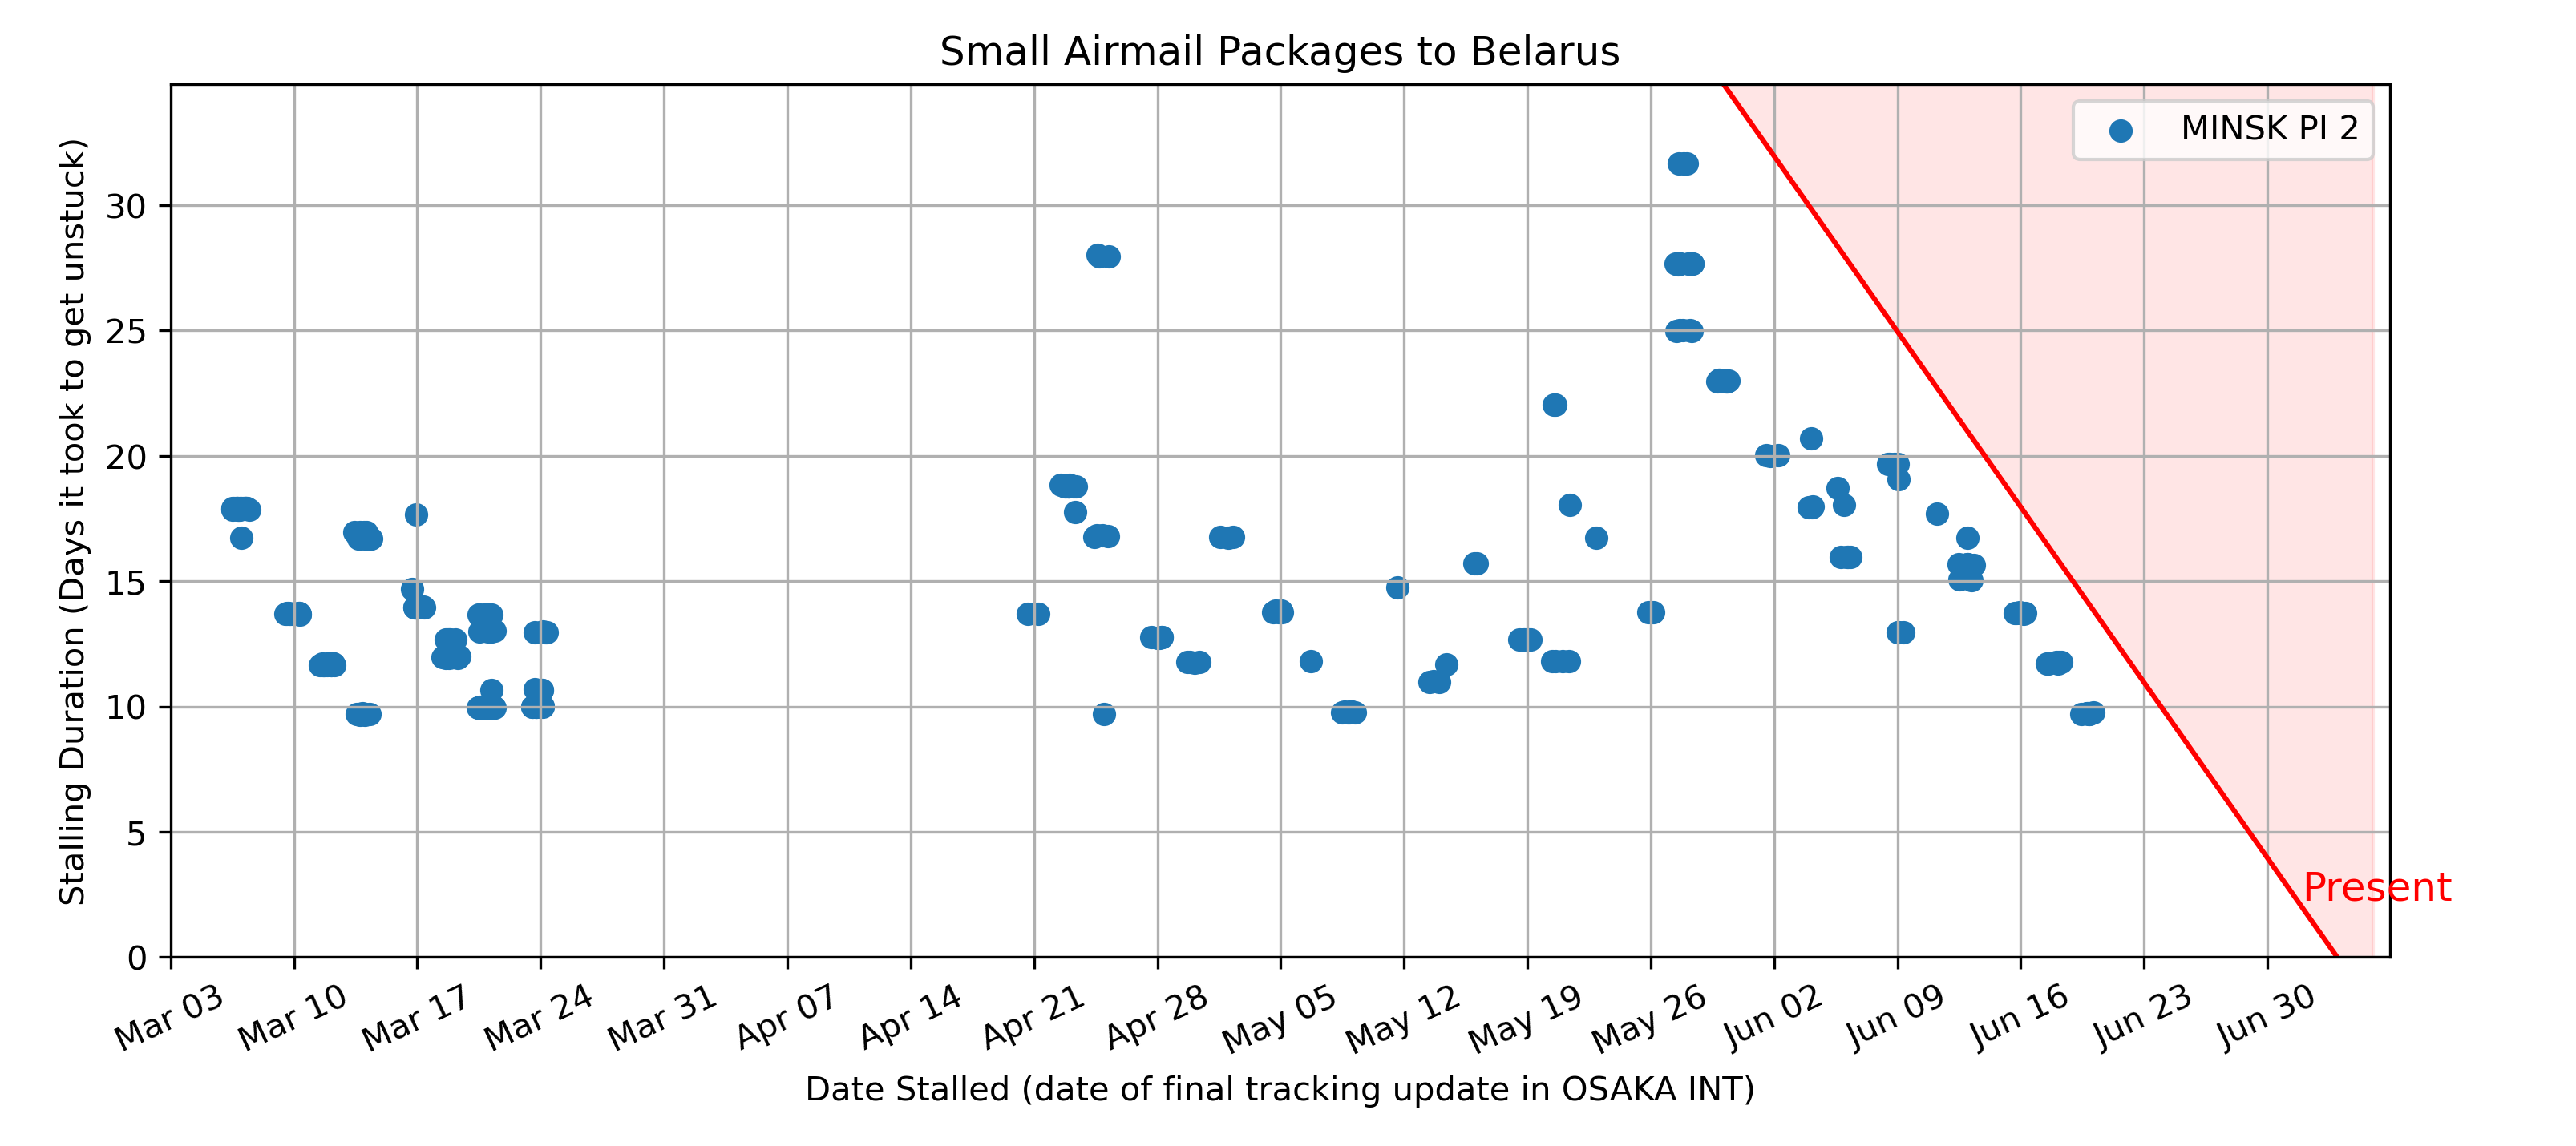 Small Airmail Packages to Belarus
MINSK PI 2
Stalling Duration (Days it took to get unstuck)
30
25
20
15
10
5
0
Present
Mar 03
Mar 10
Mar 17
Mar 24
Mar 31
Apr 07
Apr 14
Apr 21
Apr 28
May 05
May 12
May 19
May 26
Jun 02
Jun 09
Jun 16
Jun 23
Jun 30
Date Stalled (date of final tracking update in OSAKA INT)